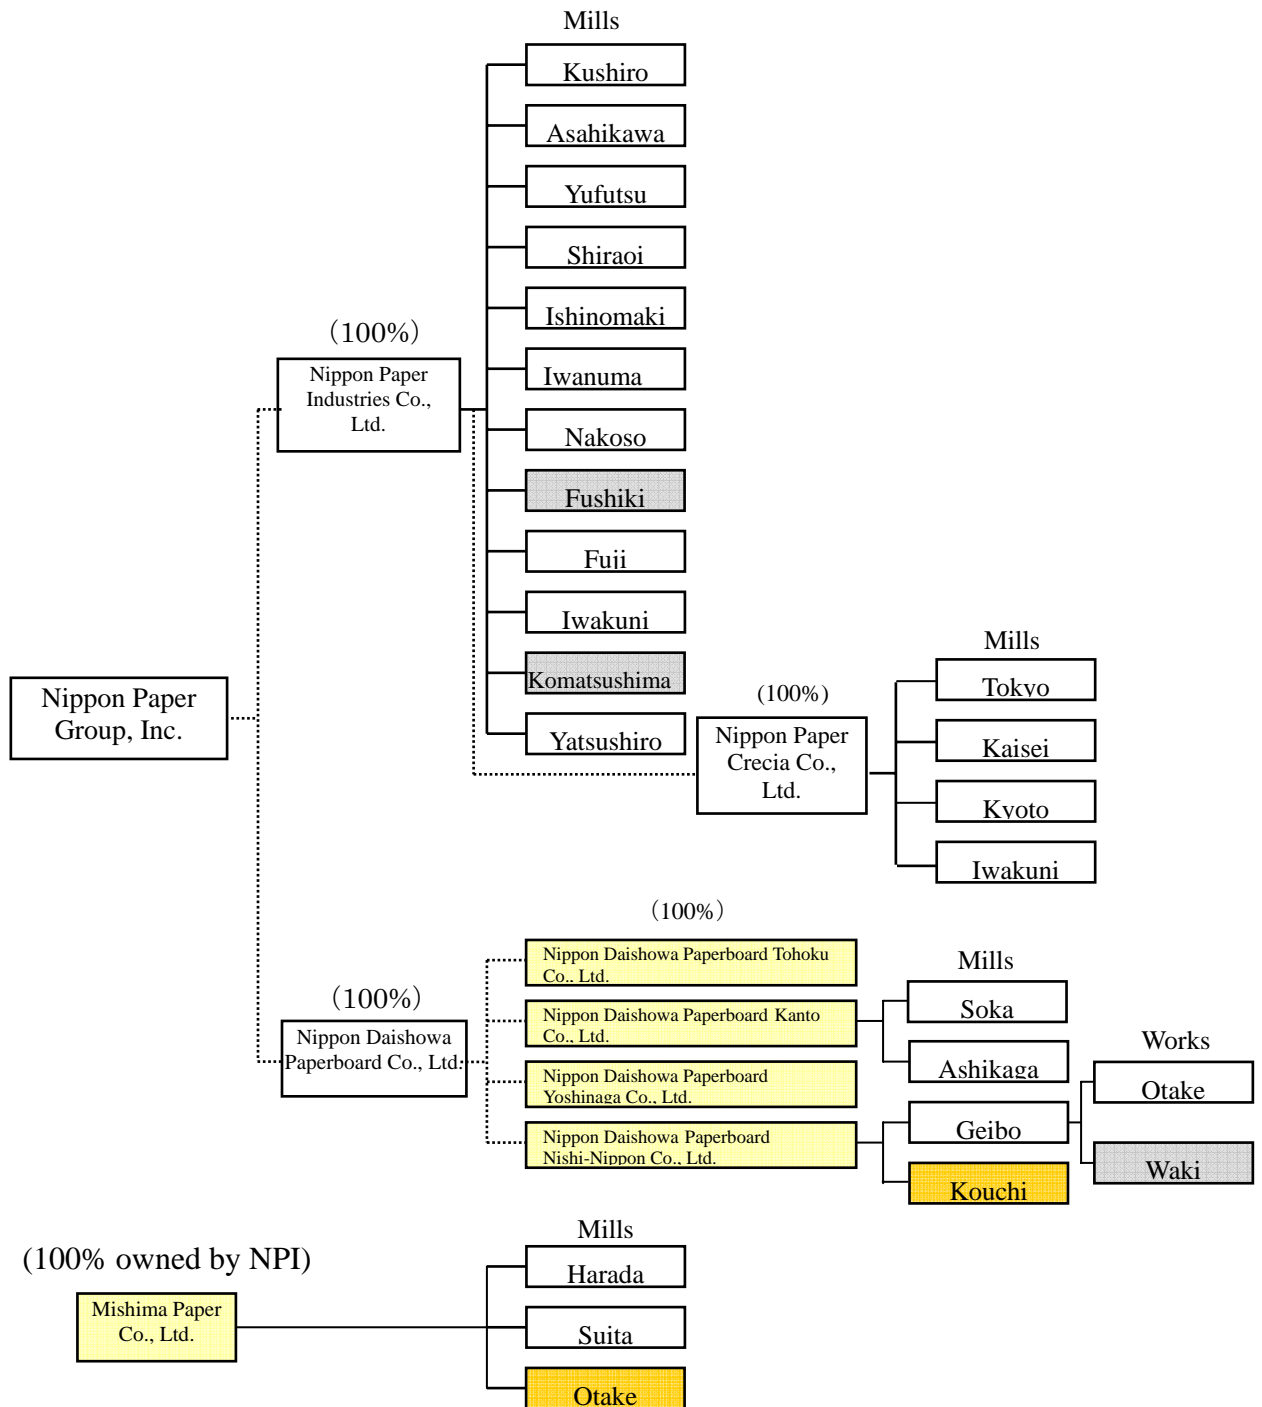 Mills
Kushiro
Asahikawa
Yufutsu
Shiraoi
Ishinomaki
(100%)
Nippon Paper
Industries Co.,
Ltd.
Iwanuma
Nakoso
Fushiki
Fuji
Iwakuni
Komatsushima
Yatsushiro
Nippon Paper
Group, Inc.
(100%)
Nippon Paper
Crecia Co.,
Ltd.
Mills
Tokyo
Kaisei
Kyoto
Iwakuni
(100%)
Nippon Daishowa
Paperboard Co., Ltd.
(100%)
Nippon Daishowa Paperboard Tohoku
Co., Ltd.
Nippon Daishowa Paperboard Kanto
Co., Ltd.
Nippon Daishowa Paperboard
Yoshinaga Co., Ltd.
Nippon Daishowa Paperboard
Nishi-Nippon Co., Ltd.
Mills
Soka
Ashikaga
Geibo
Kouchi
Works
Otake
Waki
(100% owned by NPI)
Mishima Paper
Co., Ltd.
Mills
Harada
Suita
Otake